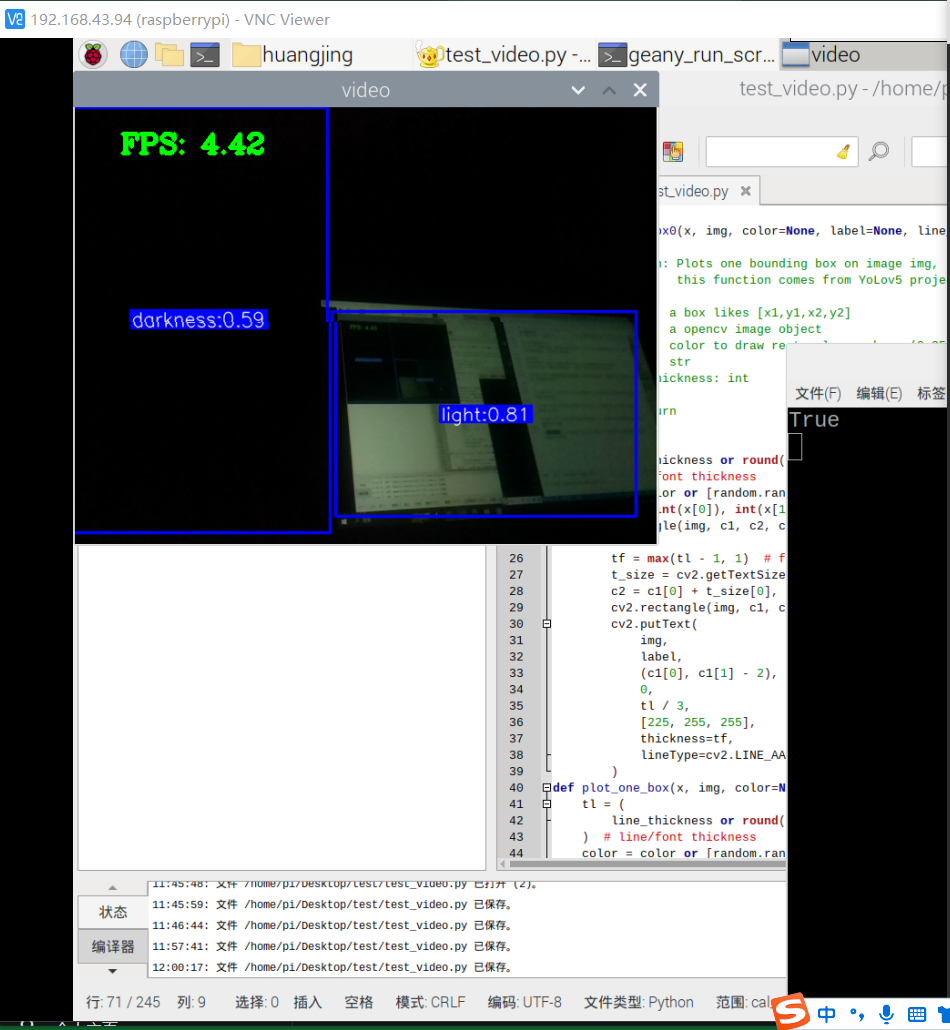 192.168.43.94 (raspberrypi) - VNC Viewer
huangjing
test_video.py -...
geany_run_scr...
video
video
test_video.py - /home/p
FPS: 4.42
st_video.py
ox0(x, img, color=None, label=None, line_
n: Plots one bounding box on image img,
this function comes from YoLov5 proje
a box likes [x1,y1,x2,y2]
a opencv image object
color to draw
str
ickness: int
urn
ickness or round(
font thickness
lor or [random.ran
int(x[0]), int(x[1
gle(img, c1, c2, c
darkness:0.59
light:0.81
文件(F) 编辑(E) 标签
True
26 tf = max(tl - 1, 1) # f
27 t_size = cv2.getTextSize
28 c2 = c1[0] + t_size[0],
29 cv2.rectangle(img, c1, c
30 cv2.putText(
31 img,
32 label,
33 (c1[0], c1[1] - 2),
34 0,
35 tl / 3,
36 [225, 255, 255],
37 thickness=tf,
38 lineType=cv2.LINE_AA
39 )
40 def plot_one_box(x, img, color=N
41 tl = (
42 line_thickness or round(
43 ) # line/font thickness
44 color = color or [random.ran
状态
编译器
11:45:48: 文件 /home/pi/Desktop/test/test_video.py 已打开 (2)。
11:45:59: 文件 /home/pi/Desktop/test/test_video.py 已保存。
11:46:44: 文件 /home/pi/Desktop/test/test_video.py 已保存。
11:57:41: 文件 /home/pi/Desktop/test/test_video.py 已保存。
12:00:17: 文件 /home/pi/Desktop/test/test_video.py 已保存。
行: 71 / 245 列: 9 选择: 0 插入 空格 模式: CRLF 编码: UTF-8 文件类型: Python 范围: cal
中